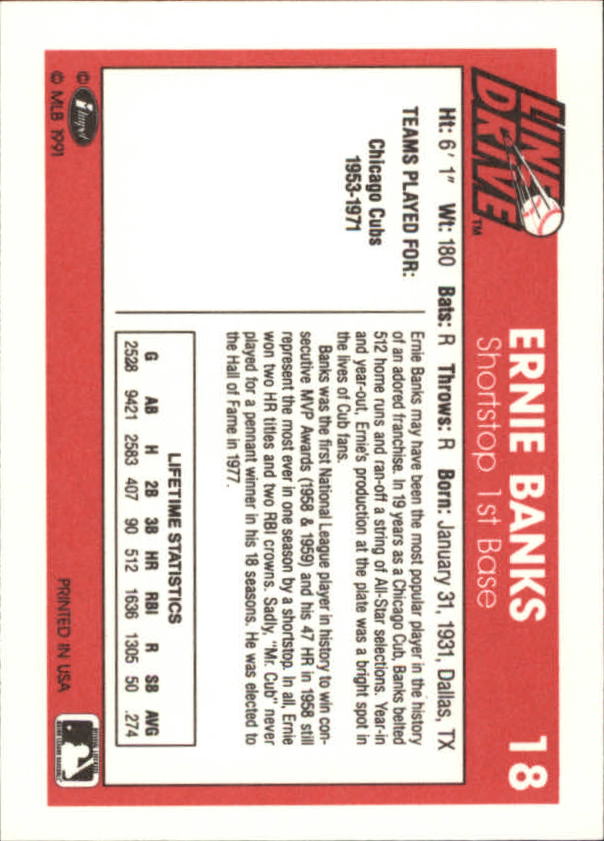 LINE DRIVE™
ERNIE BANKS 18
Shortstop 1st Base
Ht: 6' 1" Wt: 180 Bats: R Throws: R Born: January 31, 1931, Dallas, TX
TEAMS PLAYED FOR:
Chicago Cubs
1953-1971
Ernie Banks may have been the most popular player in the history
of an adored franchise. In 19 years as a Chicago Cub, Banks belted
512 home runs and ran-off a string of All-Star selections. Year-in
and year-out, Ernie's production at the plate was a bright spot in
the lives of Cub fans.
Banks was the first National League player in history to win con-
secutive MVP Awards (1958 & 1959) and his 47 HR in 1958 still
represent the most ever in one season by a shortstop. In all, Ernie
won two HR titles and two RBI crowns. Sadly, "Mr. Cub" never
played for a pennant winner in his 18 seasons. He was elected to
the Hall of Fame in 1977.
LIFETIME STATISTICS
G AB H 2B 3B HR RBI R SB AVG
2528 9421 2583 407 90 512 1636 1305 50 .274
© impel
© MLB 1991
PRINTED IN USA